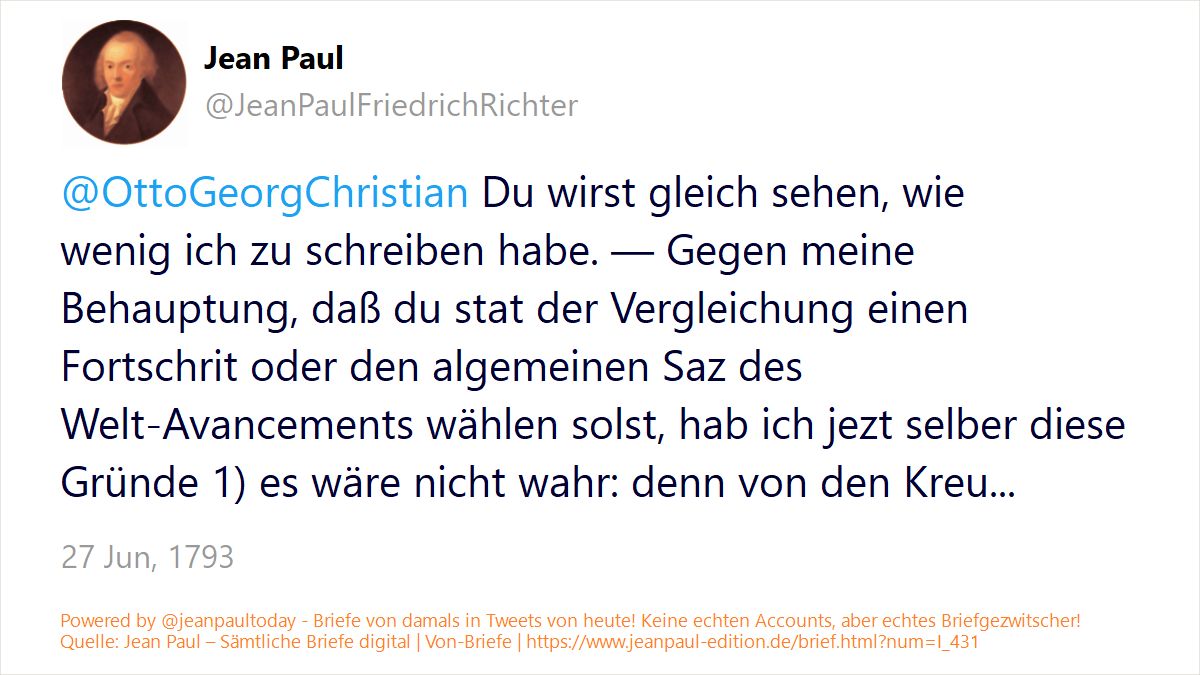 Jean Paul
@JeanPaulFriedrichRichter
@OttoGeorgChristian Du wirst gleich sehen, wie
wenig ich zu schreiben habe. — Gegen meine
Behauptung, daß du stat der Vergleichung einen
Fortschrit oder den algemeinen Saz des
Welt-Avancements wählen solst, hab ich jezt selber diese
Gründe 1) es wäre nicht wahr: denn von den Kreu...
27 Jun, 1793
Powered by @jeanpaultoday - Briefe von damals in Tweets von heute! Keine echten Accounts, aber echtes Briefgezwitscher!
Quelle: Jean Paul – Sämtliche Briefe digital | Von-Briefe | https://www.jeanpaul-edition.de/brief.html?num=I_431